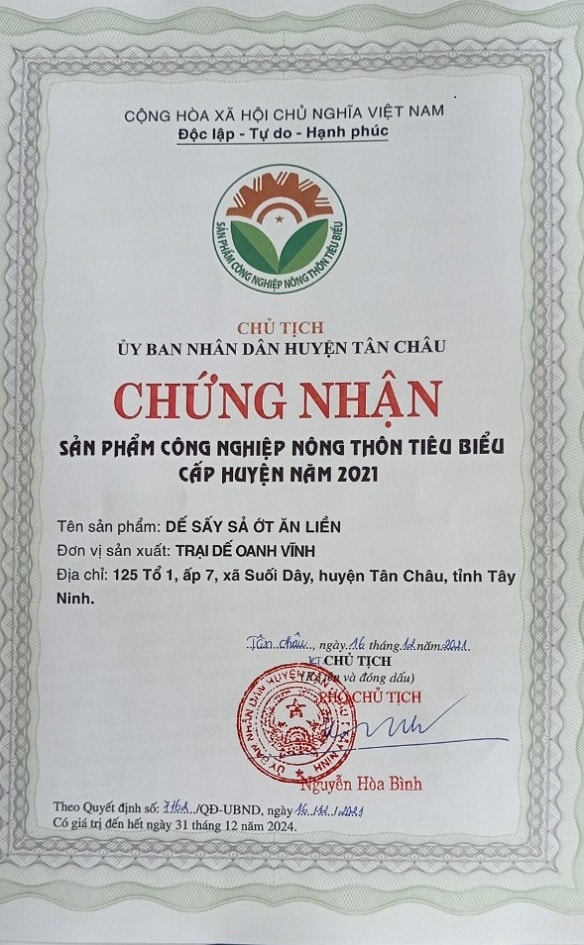 CỘNG HÒA XÃ HỘI CHỦ NGHĨA VIỆT NAM
Độc lập - Tự do - Hạnh phúc
SẢN PHẨM CÔNG NGHIỆP NÔNG THÔN TIÊU BIỂU
CHỦ TỊCH
ỦY BAN NHÂN DÂN HUYỆN TÂN CHÂU
CHỨNG NHẬN
SẢN PHẨM CÔNG NGHIỆP NÔNG THÔN TIÊU BIỂU
CẤP HUYỆN NĂM 2021
Tên sản phẩm: DẾ SẤY SẢ ỚT ĂN LIỀN
Đơn vị sản xuất: TRẠI DẾ OANH VĨNH
Địa chỉ: 125 Tổ 1, ấp 7, xã Suối Dây, huyện Tân Châu, tỉnh Tây
Ninh.
Tân Châu, ngày 16 tháng 12 năm 2021
KT CHỦ TỊCH
(Ký tên và đóng dấu)
PHÓ CHỦ TỊCH
ỦY BAN NHÂN DÂN HUYỆN TÂN CHÂU TÂY NINH
Nguyễn Hòa Bình
Theo Quyết định số: /QĐ-UBND, ngày 16/12/2021
Có giá trị đến hết ngày 31 tháng 12 năm 2024.